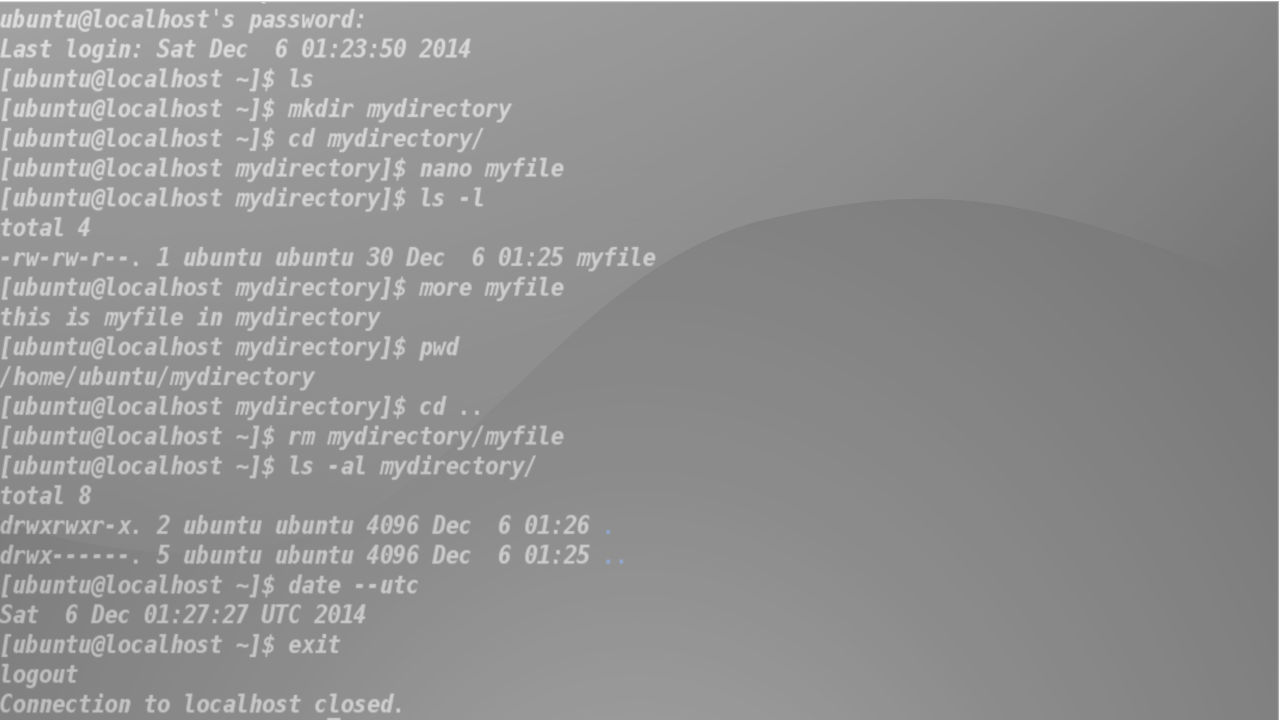 ubuntu@localhost's password:
Last login: Sat Dec  6 01:23:50 2014
[ubuntu@localhost ~]$ ls
[ubuntu@localhost ~]$ mkdir mydirectory
[ubuntu@localhost ~]$ cd mydirectory/
[ubuntu@localhost mydirectory]$ nano myfile
[ubuntu@localhost mydirectory]$ ls -l
total 4
-rw-rw-r--. 1 ubuntu ubuntu 30 Dec  6 01:25 myfile
[ubuntu@localhost mydirectory]$ more myfile
this is myfile in mydirectory
[ubuntu@localhost mydirectory]$ pwd
/home/ubuntu/mydirectory
[ubuntu@localhost mydirectory]$ cd ..
[ubuntu@localhost ~]$ rm mydirectory/myfile
[ubuntu@localhost ~]$ ls -al mydirectory/
total 8
drwxrwxr-x. 2 ubuntu ubuntu 4096 Dec  6 01:26 .
drwx------. 5 ubuntu ubuntu 4096 Dec  6 01:25 ..
[ubuntu@localhost ~]$ date --utc
Sat  6 Dec 01:27:27 UTC 2014
[ubuntu@localhost ~]$ exit
logout
Connection to localhost closed.